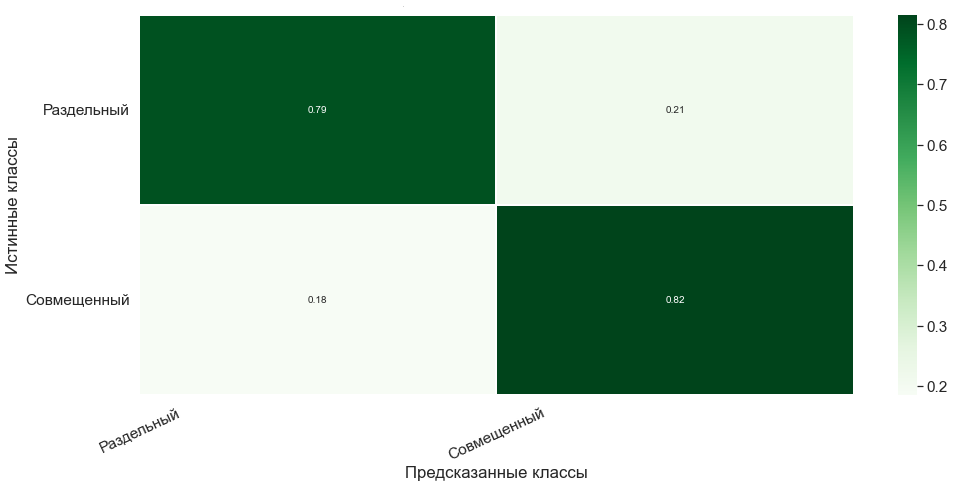 0.8
Раздельный
0.79
0.21
0.7
0.6
Истинные классы
0.5
0.4
Совмещенный
0.18
0.82
0.3
0.2
Раздельный
Совмещенный
Предсказанные классы